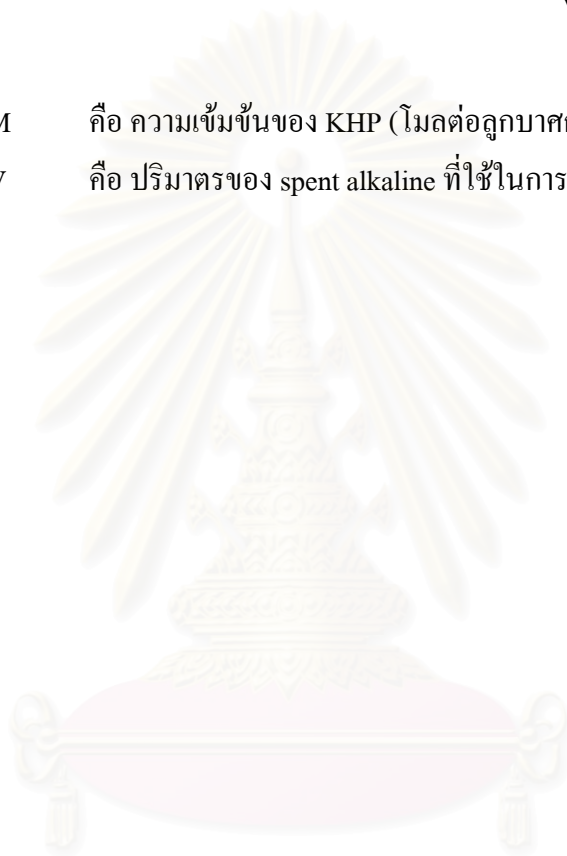 M คือ ความเข้มข้นของ KHP (โมลต่อลูกบาศก์
V คือ ปริมาตรของ spent alkaline ที่ใช้ในการ